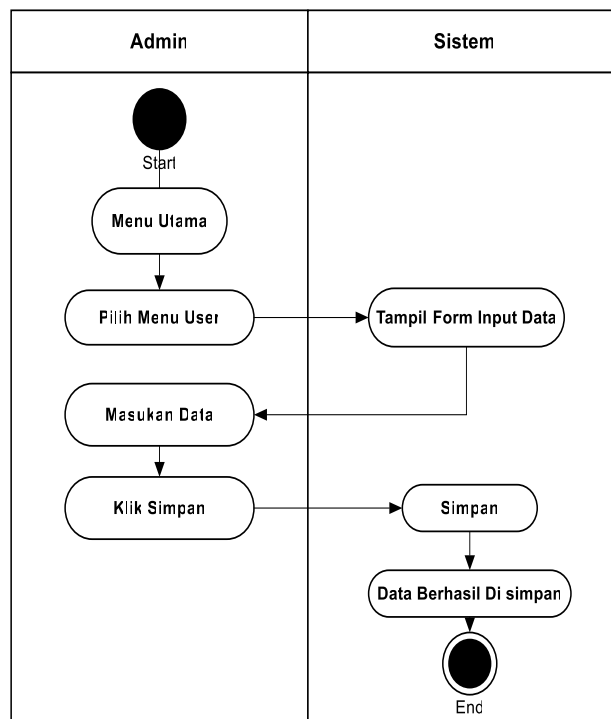 Admin
Sistem
Start
Menu Utama
Pilih Menu User
Tampil Form Input Data
Masukan Data
Klik Simpan
Simpan
Data Berhasil Di simpan
End